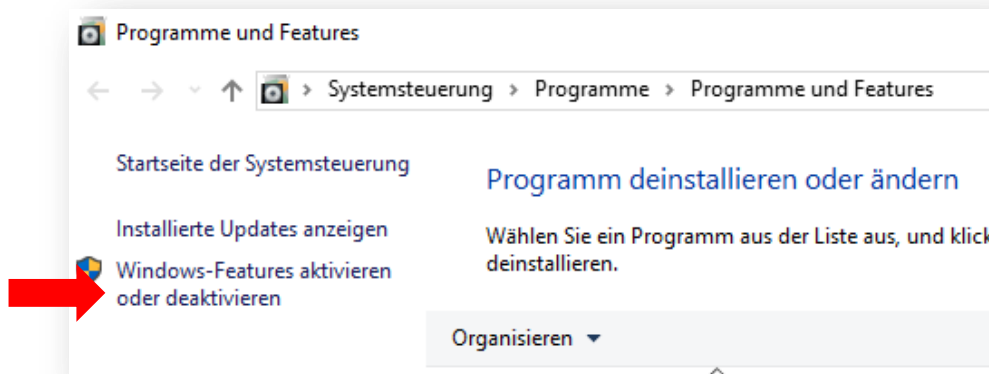 Programme und Features
Systemsteuerung > Programme > Programme und Features
Startseite der Systemsteuerung
Installierte Updates anzeigen
Windows-Features aktivieren
oder deaktivieren
Programm deinstallieren oder ändern
Wählen Sie ein Programm aus der Liste aus, und klick
deinstallieren.
Organisieren